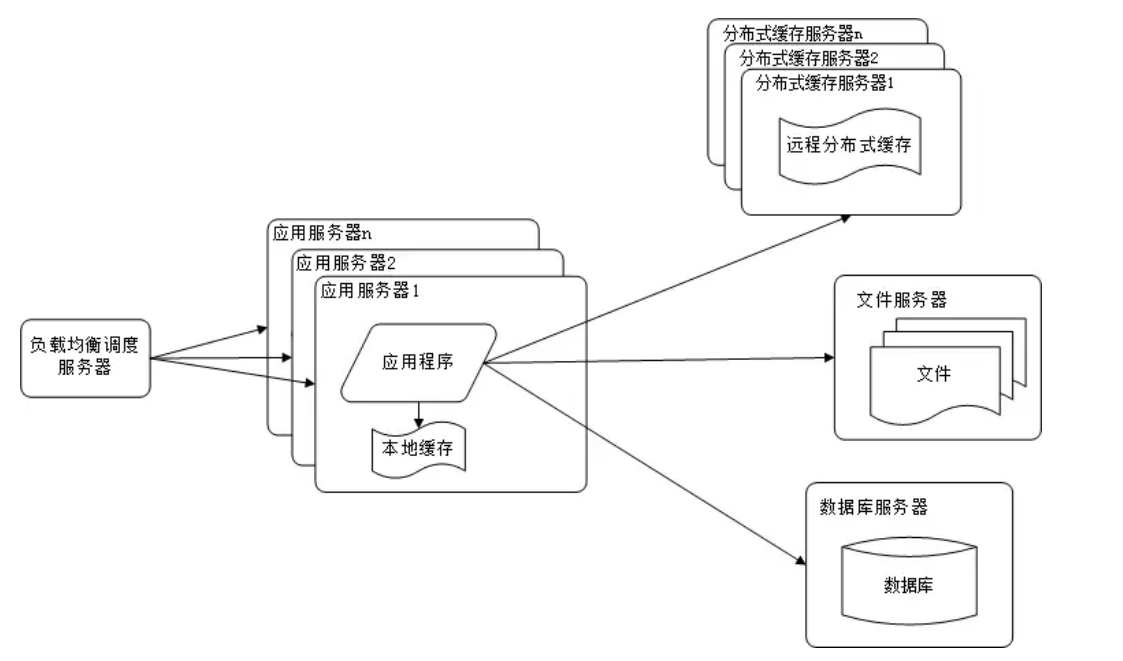 分布式缓存服务器n
分布式缓存服务器2
分布式缓存服务器1
远程分布式缓存
应用服务器n
应用服务器2
应用服务器1
负载均衡调度
服务器
应用程序
本地缓存
文件服务器
文件
数据库服务器
数据库